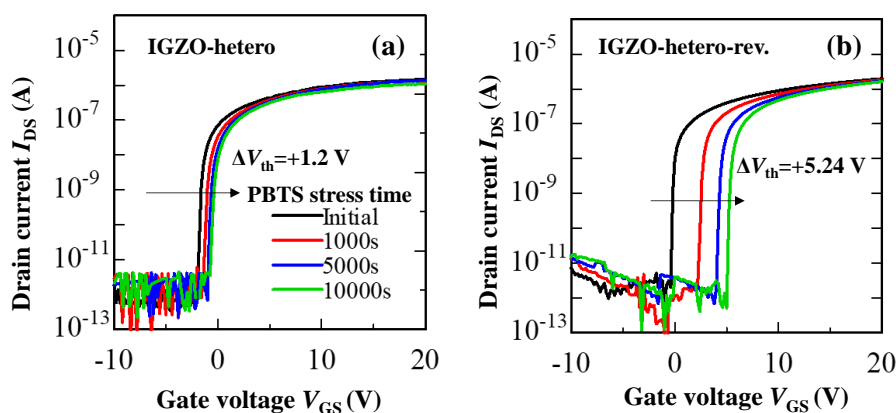 IGZO-hetero (a)
Drain current I_DS (A)
10^-5
10^-7
10^-9
10^-11
10^-13
ΔV_th=+1.2 V
PBTS stress time
Initial
1000s
5000s
10000s
-10 0 10 20
Gate voltage V_GS (V)
IGZO-hetero-rev. (b)
Drain current I_DS (A)
10^-5
10^-7
10^-9
10^-11
10^-13
ΔV_th=+5.24 V
-10 0 10 20
Gate voltage V_GS (V)